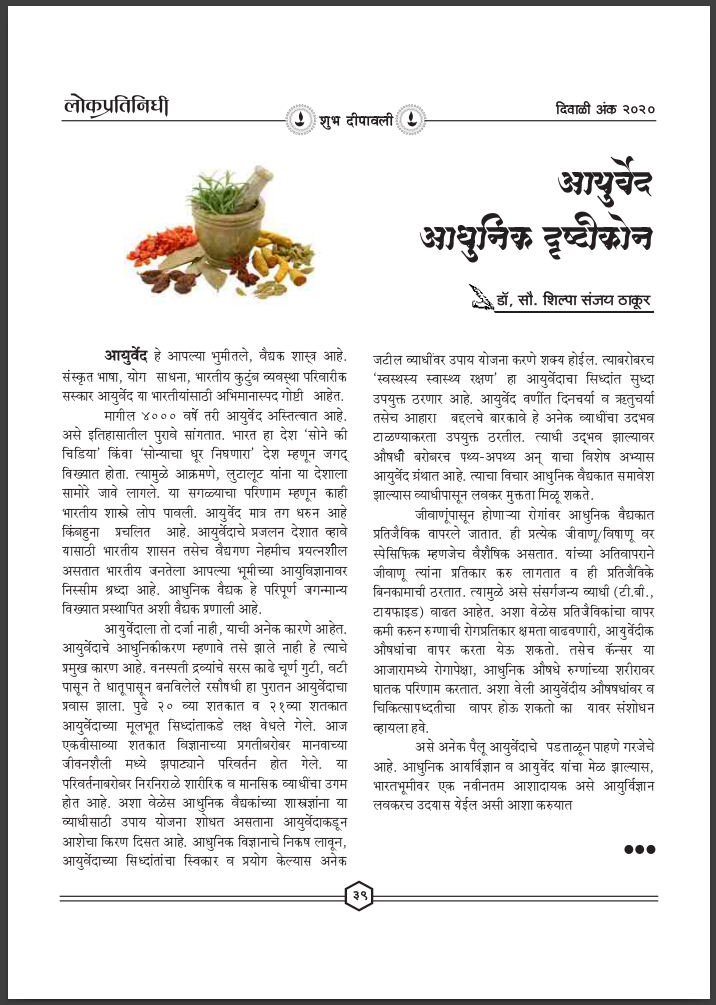 लोकप्रतिनिधी
शुभ दीपावली
दिवाळी अंक २०२०
आयुर्वेद
आधुनिक दृष्टीकोन
डॉ. सौ. शिल्पा संजय ठाकूर
आयुर्वेद हे आपल्या भुमीतले, वैद्यक शास्त्र आहे.
संस्कृत भाषा, योग साधना, भारतीय कुटुंब व्यवस्था परिवारीक
सस्कार आयुर्वेद या भारतीयांसाठी अभिमानास्पद गोष्टी आहेत.
मागील ४००० वर्षे तरी आयुर्वेद अस्तित्वात आहे.
असे इतिहासातील पुरावे सांगतात. भारत हा देश ‘सोने की
चिडिया’ किंवा ‘सोन्याचा धूर निघणारा’ देश म्हणून जगद्
विख्यात होता. त्यामुळे आक्रमणे, लुटालूट यांना या देशाला
सामोरे जावे लागले. या सगळ्याचा परिणाम म्हणून काही
भारतीय शास्त्रे लोप पावली. आयुर्वेद मात्र तग धरुन आहे
किंबहुना प्रचलित आहे. आयुर्वेदाचे प्रजलन देशात व्हावे
यासाठी भारतीय शासन तसेच वैद्यगण नेहमीच प्रयत्नशील
असतात भारतीय जनतेला आपल्या भूमीच्या आयुविज्ञानावर
निस्सीम श्रध्दा आहे. आधुनिक वैद्यक हे परिपूर्ण जगन्मान्य
विख्यात प्रस्थापित अशी वैद्यक प्रणाली आहे.
आयुर्वेदाला तो दर्जा नाही, याची अनेक कारणे आहेत.
आयुर्वेदाचे आधुनिकीकरण म्हणावे तसे झाले नाही हे त्याचे
प्रमुख कारण आहे. वनस्पती द्रव्यांचे सरस काढे चूर्ण गुटी, वटी
पासून ते धातूपासून बनविलेले रसौषधी हा पुरातन आयुर्वेदाचा
प्रवास झाला. पुढे २० व्या शतकात व २१व्या शतकात
आयुर्वेदाच्या मूलभूत सिध्दांताकडे लक्ष वेधले गेले. आज
एकवीसाव्या शतकात विज्ञानाच्या प्रगतीबरोबर मानवाच्या
जीवनशैली मध्ये झपाट्याने परिवर्तन होत गेले. या
परिवर्तनाबरोबर निरनिराळे शारीरिक व मानसिक व्याधींचा उगम
होत आहे. अशा वेळेस आधुनिक वैद्यकांच्या शास्त्रज्ञांना या
व्याधीसाठी उपाय योजना शोधत असताना आयुर्वेदाकडून
आशेचा किरण दिसत आहे. आधुनिक विज्ञानाचे निकष लावून,
आयुर्वेदाच्या सिध्दांतांचा स्विकार व प्रयोग केल्यास अनेक
जटील व्याधींवर उपाय योजना करणे शक्य होईल. त्याबरोबरच
‘स्वस्थस्य स्वास्थ्य रक्षण’ हा आयुर्वेदाचा सिध्दांत सुध्दा
उपयुक्त ठरणार आहे. आयुर्वेद वर्णीत दिनचर्या व ऋतुचर्या
तसेच आहारा बद्दलचे बारकावे हे अनेक व्याधींचा उदभव
टाळण्याकरता उपयुक्त ठरतील. त्याधी उद्भव झाल्यावर
औषधी बरोबरच पथ्य-अपथ्य अन् याचा विशेष अभ्यास
आयुर्वेद ग्रंथात आहे. त्याचा विचार आधुनिक वैद्यकात समावेश
झाल्यास व्याधीपासून लवकर मुक्तता मिळू शकते.
जीवाणूंपासून होणाऱ्या रोगांवर आधुनिक वैद्यकात
प्रतिजैविक वापरले जातात. ही प्रत्येक जीवाणू/विषाणू वर
स्पेसिफिक म्हणजेच वैशेषिक असतात. यांच्या अतिवापराने
जीवाणू त्यांना प्रतिकार करु लागतात व ही प्रतिजैविके
बिनकामाची ठरतात. त्यामुळे असे संसर्गजन्य व्याधी (टी.बी.,
टायफाइड) वाढत आहेत. अशा वेळेस प्रतिजैविकांचा वापर
कमी करुन रुग्णाची रोगप्रतिकार क्षमता वाढवणारी, आयुर्वेदीक
औषधांचा वापर करता येऊ शकतो. तसेच कॅन्सर या
आजारामध्ये रोगापेक्षा, आधुनिक औषधे रुग्णांच्या शरीरावर
घातक परिणाम करतात. अशा वेली आयुर्वेदीय औषषधांवर व
चिकित्सापध्दतीचा वापर होऊ शकतो का यावर संशोधन
व्हायला हवे.
असे अनेक पैलू आयुर्वेदाचे पडताळून पाहणे गरजेचे
आहे. आधुनिक आयर्विज्ञान व आयुर्वेद यांचा मेळ झाल्यास,
भारतभूमीवर एक नवीनतम आशादायक असे आयुर्विज्ञान
लवकरच उदयास येईल असी आशा करुयात
३९